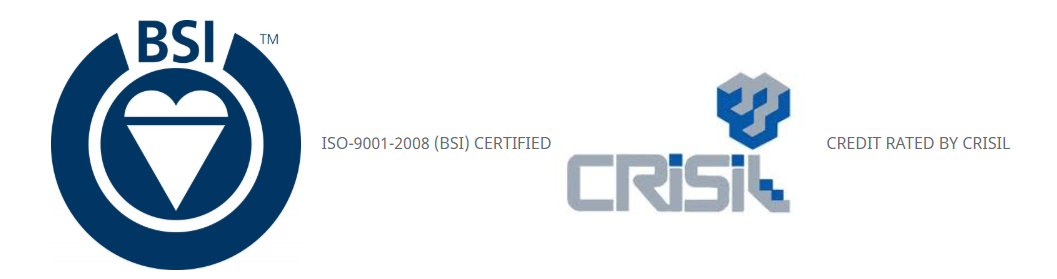 BSI
TM
ISO-9001-2008 (BSI) CERTIFIED
CRISIL
CREDIT RATED BY CRISIL